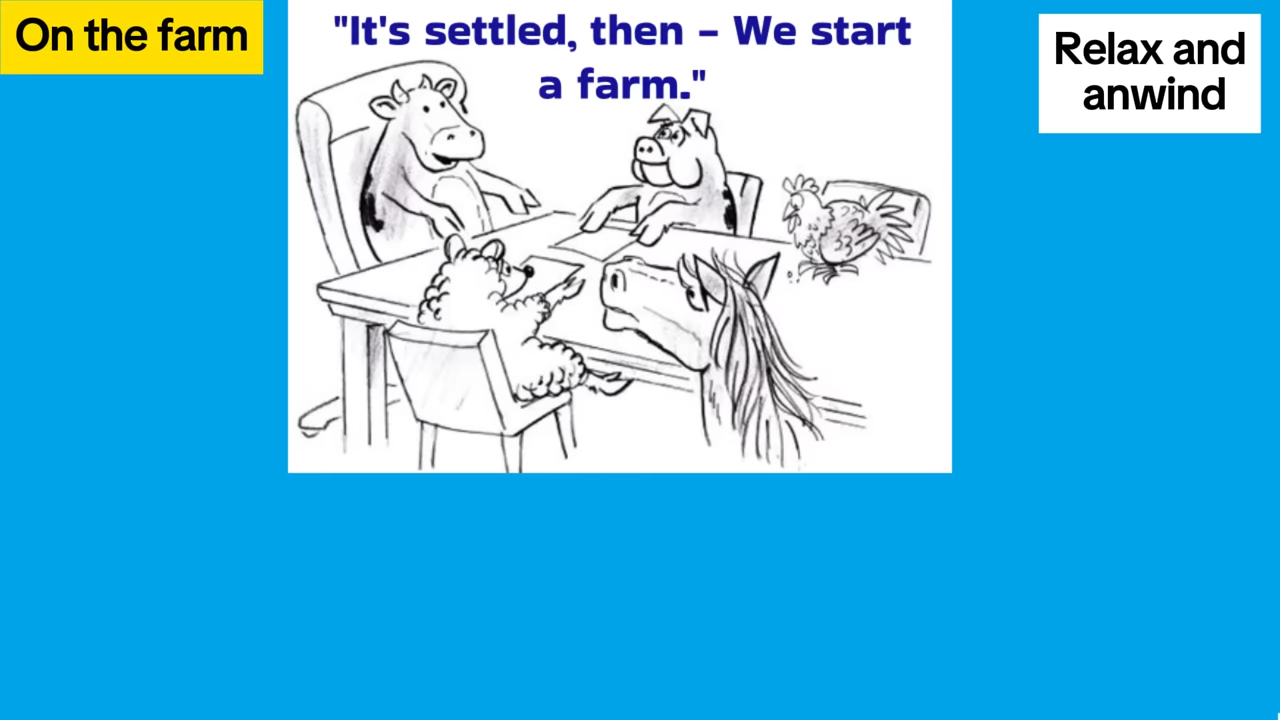 On the farm
"It's settled, then – We start
a farm."
Relax and
anwind